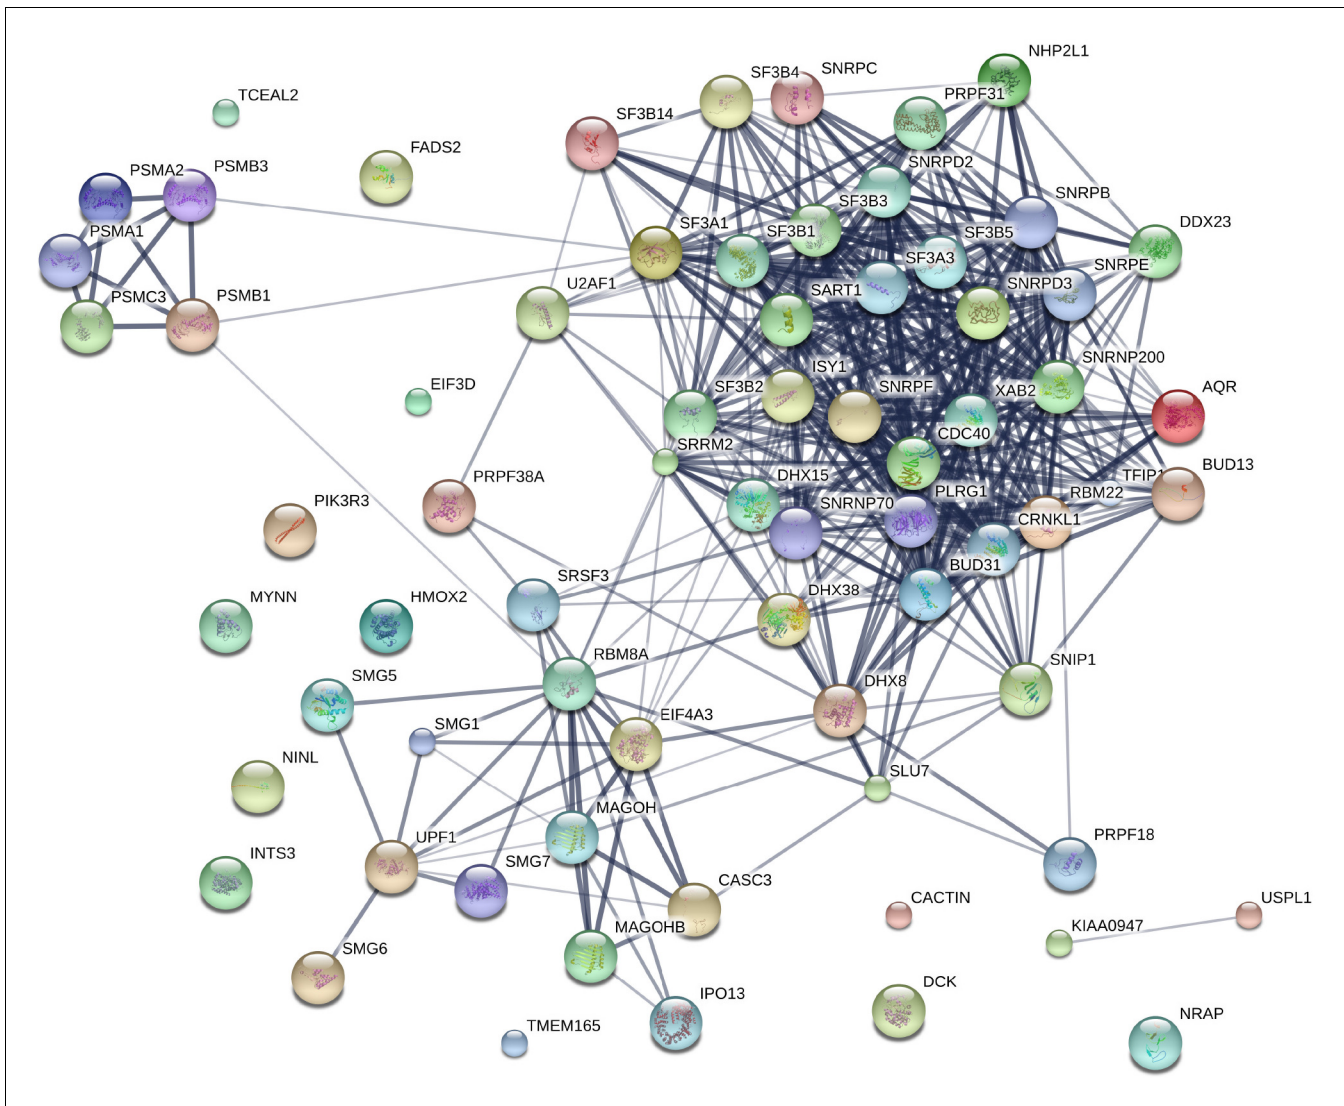 NHP2L1
SF3B4
SNRPC
PRPF31
TCEAL2
SF3B14
FADS2
SNRPD2
PSMA2
PSMB3
SNRPB
SF3B3
DDX23
SF3A1
SF3B1
SF3B5
PSMA1
SF3A3
SNRPE
PSMC3
PSMB1
U2AF1
SART1
SNRPD3
SNRNP200
ISY1
SNRPF
XAB2
AQR
EIF3D
SF3B2
CDC40
SRRM2
BUD13
DHX15
TFIP1
PRPF38A
PIK3R3
SNRNP70
PLRG1
RBM22
CRNKL1
BUD31
SRSF3
DHX38
MYNN
HMOX2
RBM8A
SNIP1
SMG5
DHX8
EIF4A3
SMG1
NINL
SLU7
MAGOH
UPF1
PRPF18
INTS3
SMG7
CASC3
CACTIN
USPL1
KIAA0947
MAGOHB
SMG6
DCK
IPO13
NRAP
TMEM165